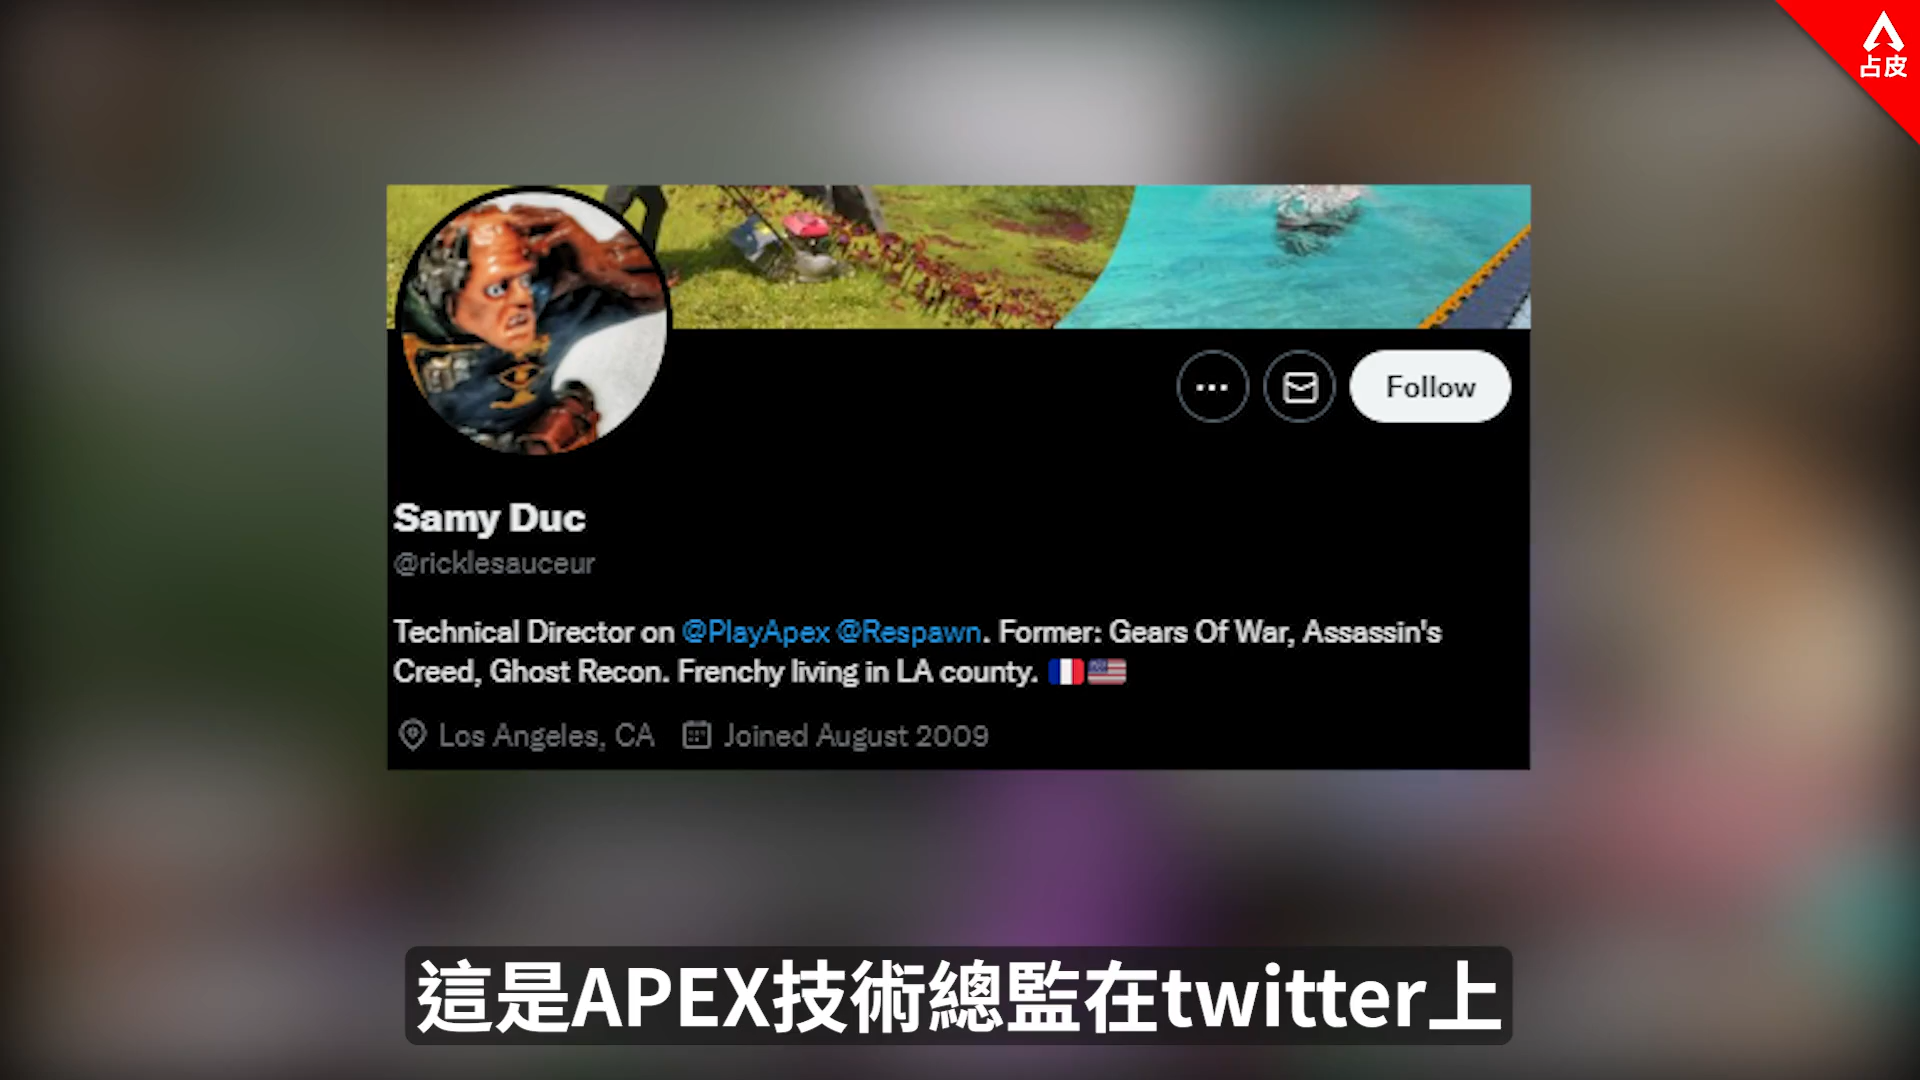 占皮
Follow
Samy Duc
@ricklesauceur
Technical Director on @PlayApex @Respawn. Former: Gears Of War, Assassin's
Creed, Ghost Recon. Frenchy living in LA county. 🇫🇷🇺🇸
Los Angeles, CA Joined August 2009
這是APEX技術總監在twitter上